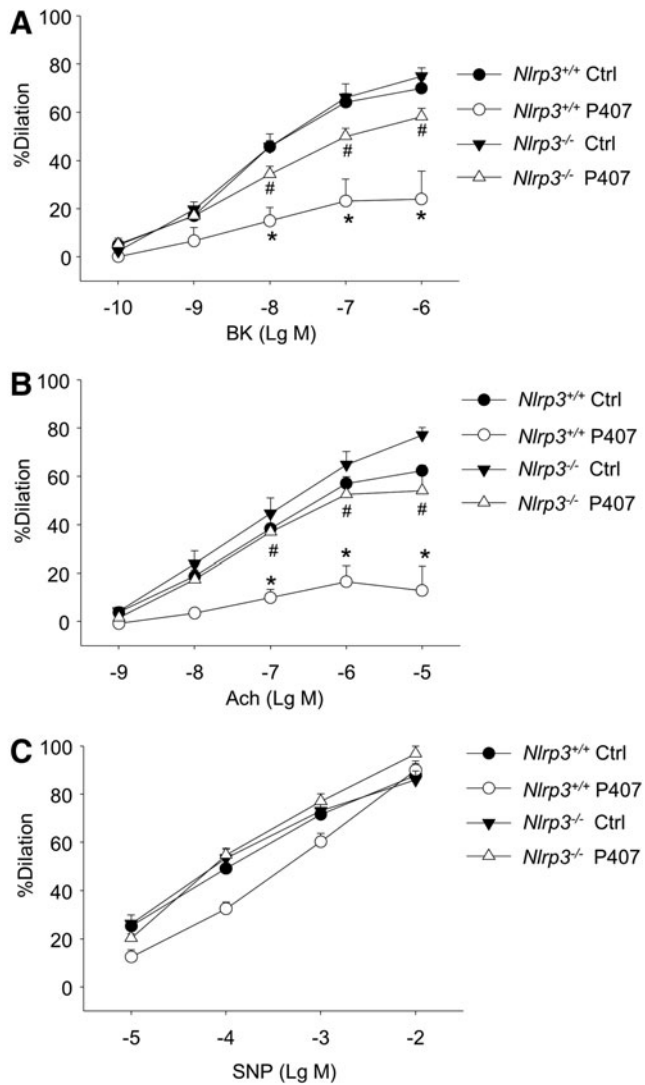 A
100
80
60
40
20
0
%Dilation
# # #
* * *
-10 -9 -8 -7 -6
BK (Lg M)
Nlrp3+/+ Ctrl
Nlrp3+/+ P407
Nlrp3-/- Ctrl
Nlrp3-/- P407
B
100
80
60
40
20
0
%Dilation
# # #
* * *
-9 -8 -7 -6 -5
Ach (Lg M)
Nlrp3+/+ Ctrl
Nlrp3+/+ P407
Nlrp3-/- Ctrl
Nlrp3-/- P407
C
100
80
60
40
20
0
%Dilation
-5 -4 -3 -2
SNP (Lg M)
Nlrp3+/+ Ctrl
Nlrp3+/+ P407
Nlrp3-/- Ctrl
Nlrp3-/- P407